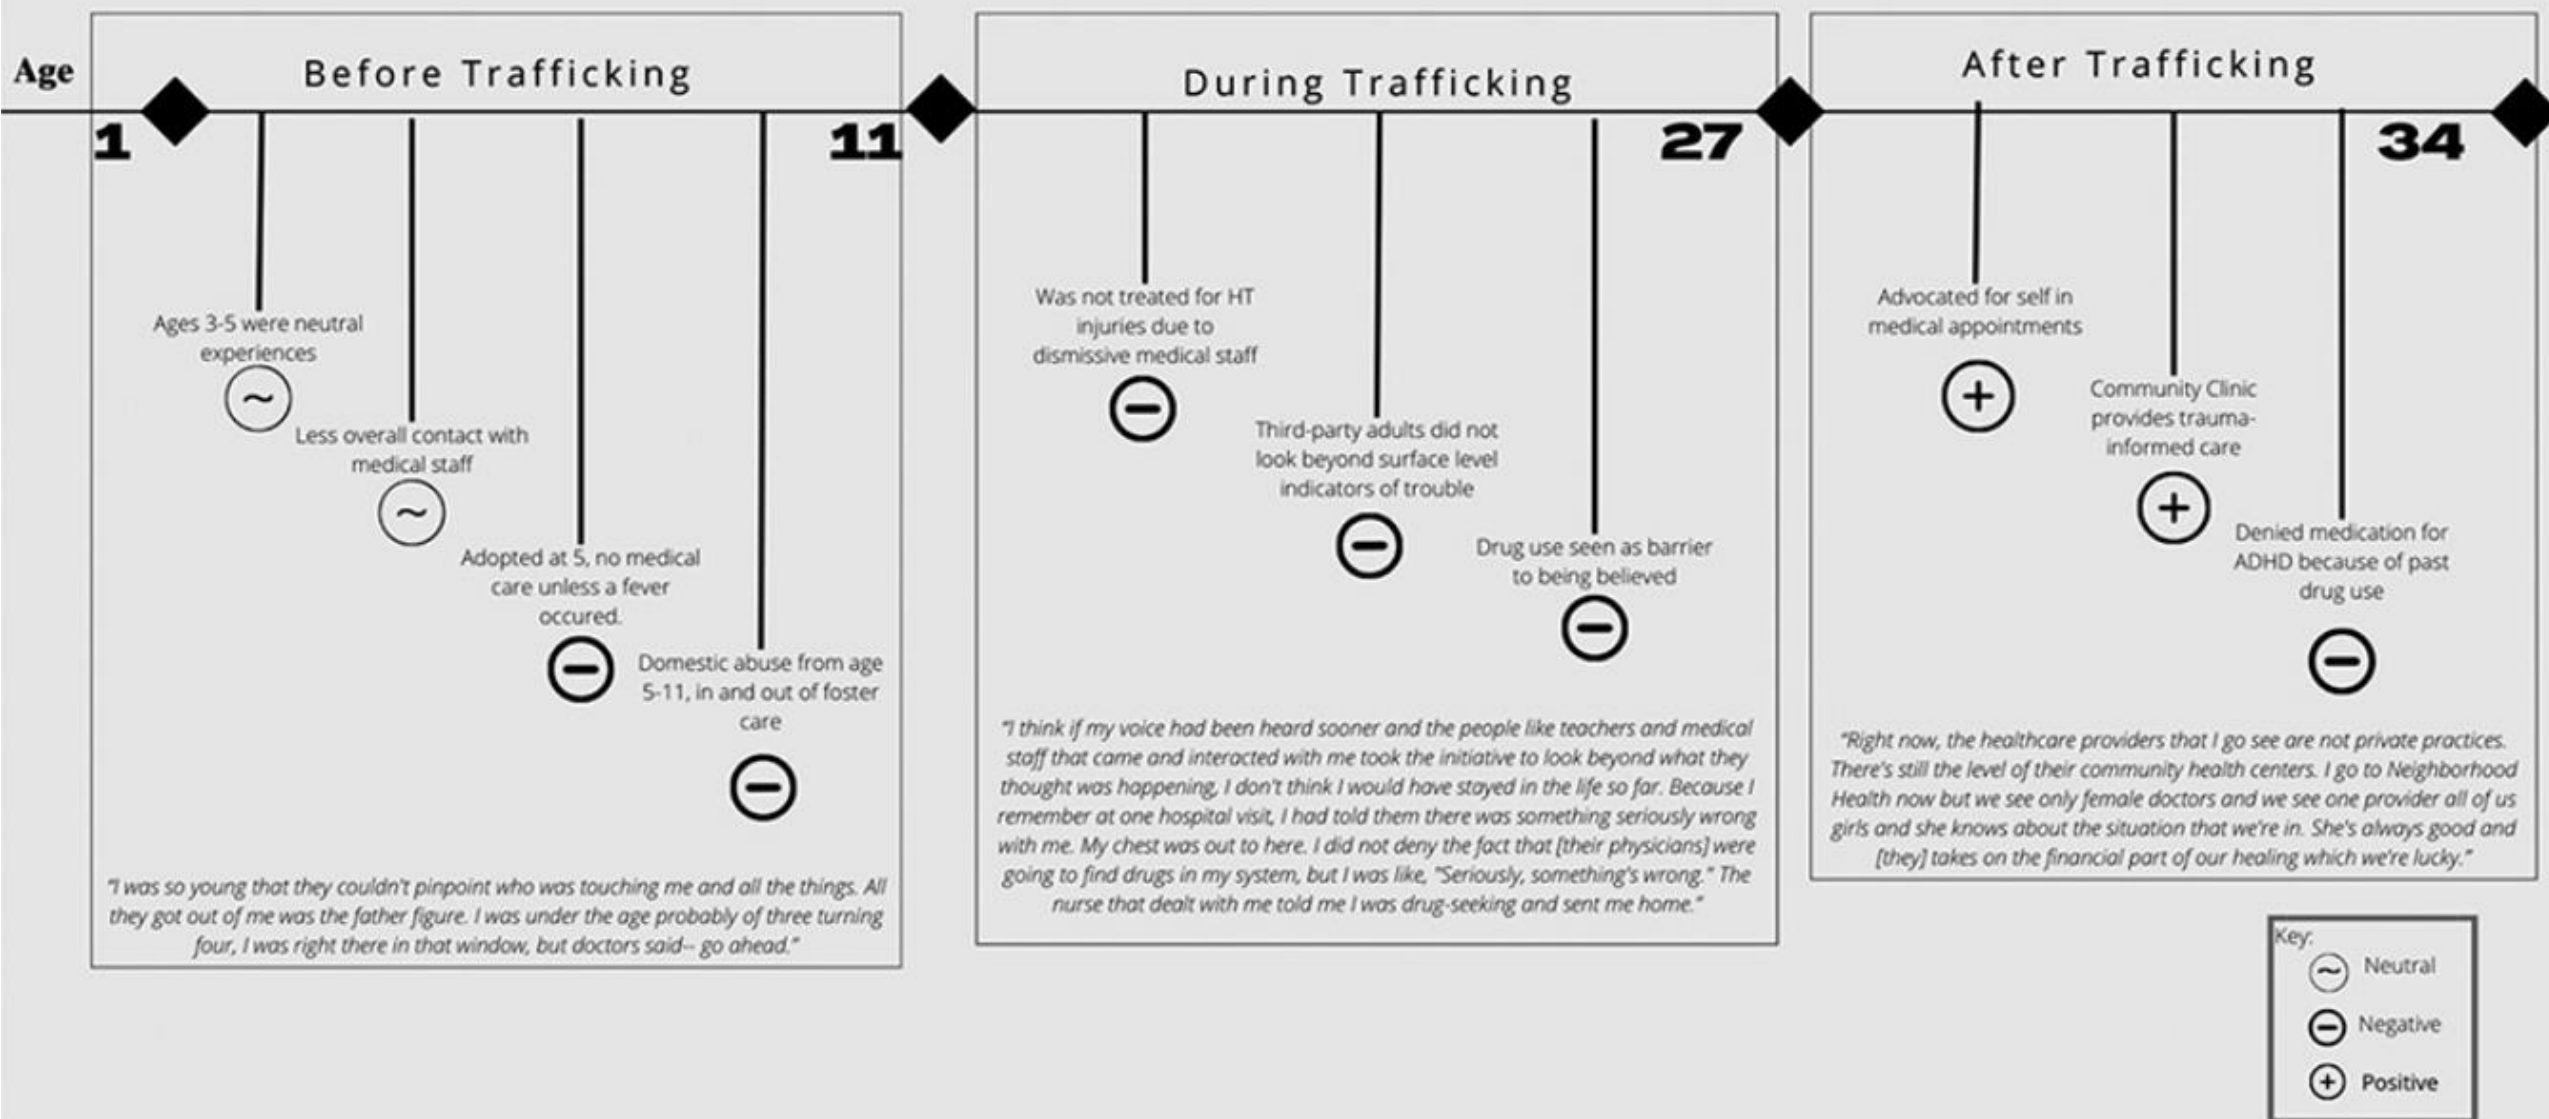 Age
Before Trafficking
1
11
Ages 3-5 were neutral
experiences
~
Less overall contact with
medical staff
~
Adopted at 5, no medical
care unless a fever
occured.
Domestic abuse from age
5-11, in and out of foster
care
"I was so young that they couldn't pinpoint who was touching me and all the things. All
they got out of me was the father figure. I was under the age probably of three turning
four, I was right there in that window, but doctors said-- go ahead."
During Trafficking
27
Was not treated for HT
injuries due to
dismissive medical staff
Third-party adults did not
look beyond surface level
indicators of trouble
Drug use seen as barrier
to being believed
"I think if my voice had been heard sooner and the people like teachers and medical
staff that came and interacted with me took the initiative to look beyond what they
thought was happening, I don't think I would have stayed in the life so far. Because I
remember at one hospital visit, I had told them there was something seriously wrong
with me. My chest was out to here. I did not deny the fact that [their physicians] were
going to find drugs in my system, but I was like, "Seriously, something's wrong." The
nurse that dealt with me told me I was drug-seeking and sent me home."
After Trafficking
34
Advocated for self in
medical appointments
+
Community Clinic
provides trauma-
informed care
+
Denied medication for
ADHD because of past
drug use
"Right now, the healthcare providers that I go see are not private practices.
There's still the level of their community health centers. I go to Neighborhood
Health now but we see only female doctors and we see one provider all of us
girls and she knows about the situation that we're in. She's always good and
[they] takes on the financial part of our healing which we're lucky."
Key:
~ Neutral
− Negative
+ Positive